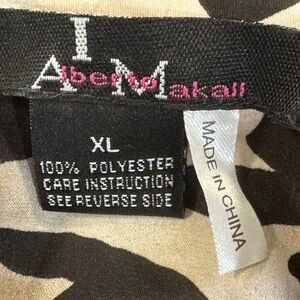 I
Alberto Makali
XL
100% POLYESTER
CARE INSTRUCTION
SEE REVERSE SIDE
MADE IN CHINA